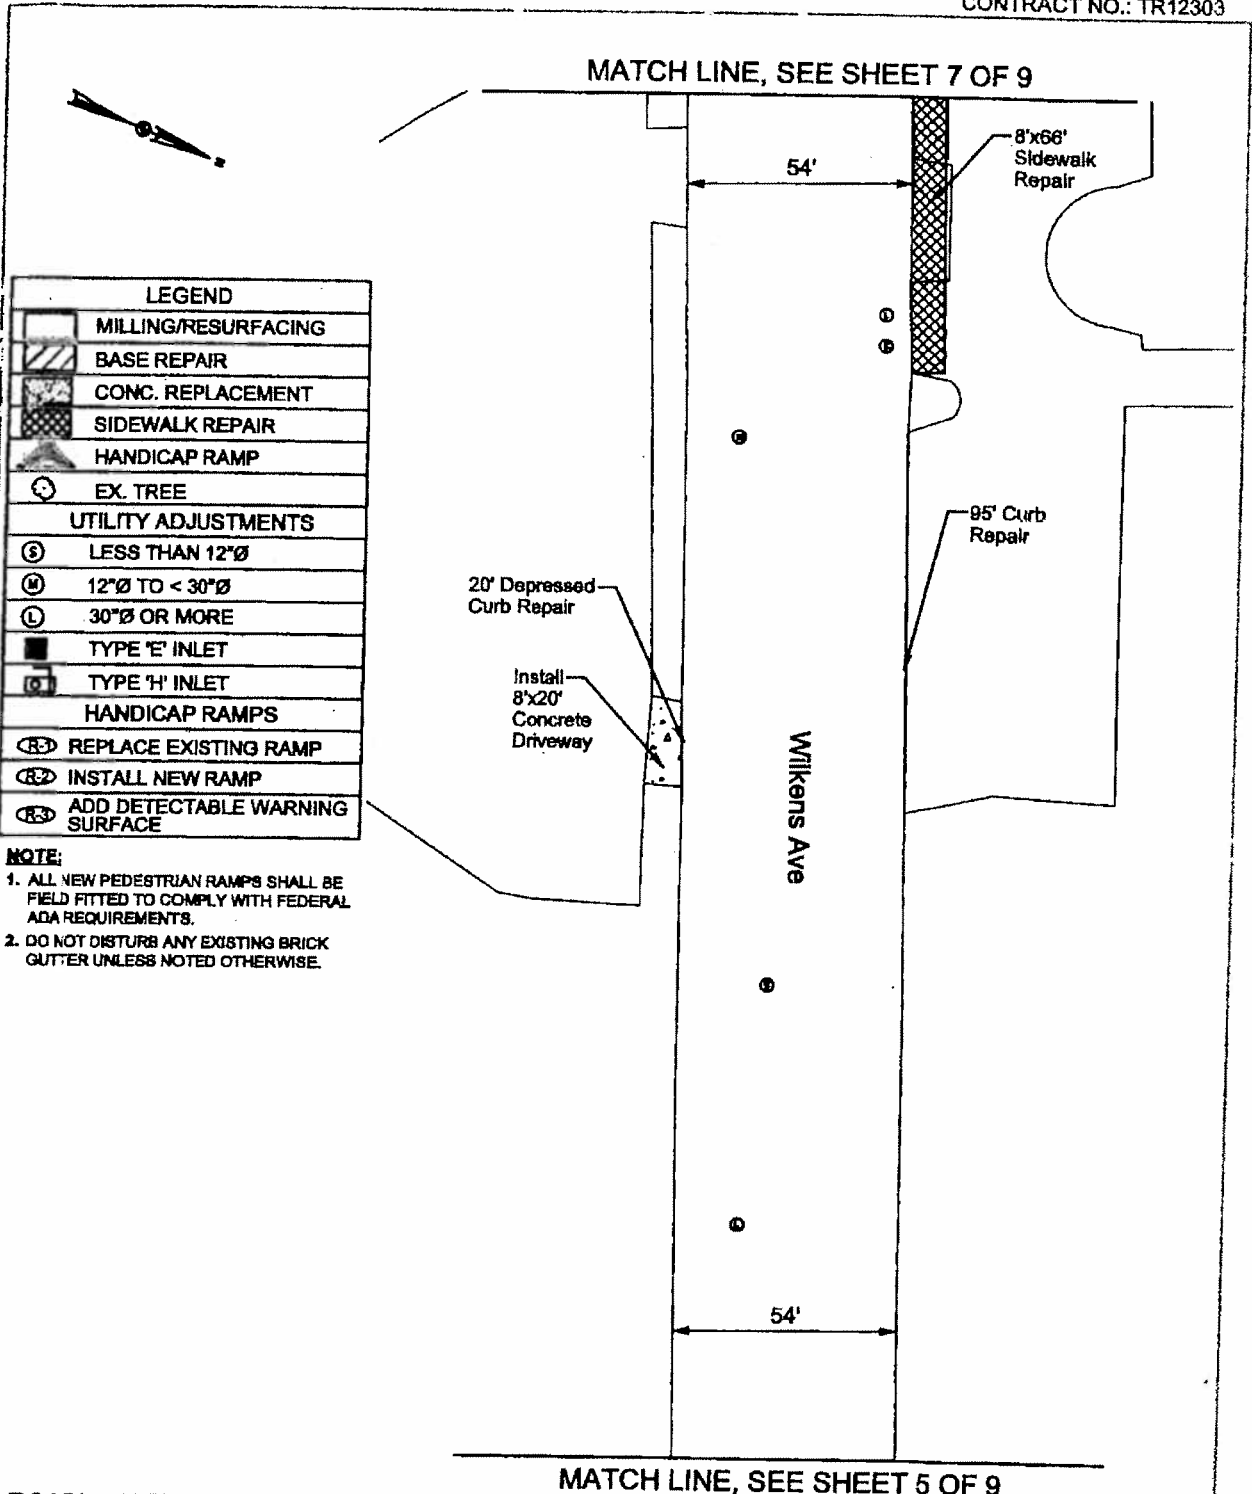 CONTRACT NO.: TR12303
MATCH LINE, SEE SHEET 7 OF 9
8'x66'
Sidewalk
Repair
54'
LEGEND
MILLING/RESURFACING
BASE REPAIR
CONC. REPLACEMENT
SIDEWALK REPAIR
HANDICAP RAMP
EX. TREE
UTILITY ADJUSTMENTS
S LESS THAN 12"Ø
M 12"Ø TO < 30"Ø
L 30"Ø OR MORE
TYPE 'E' INLET
TYPE 'H' INLET
HANDICAP RAMPS
R-1 REPLACE EXISTING RAMP
R-2 INSTALL NEW RAMP
R-3 ADD DETECTABLE WARNING
SURFACE
NOTE:
1. ALL NEW PEDESTRIAN RAMPS SHALL BE
FIELD FITTED TO COMPLY WITH FEDERAL
ADA REQUIREMENTS.
2. DO NOT DISTURB ANY EXISTING BRICK
GUTTER UNLESS NOTED OTHERWISE.
95' Curb
Repair
20' Depressed
Curb Repair
Install
8'x20'
Concrete
Driveway
Wilkens Ave
54'
MATCH LINE, SEE SHEET 5 OF 9